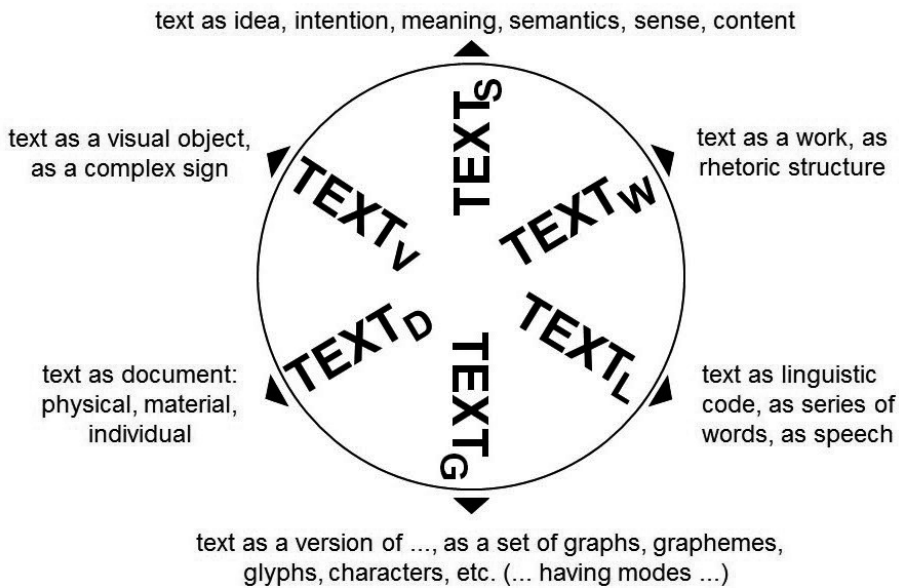 text as idea, intention, meaning, semantics, sense, content
text as a visual object,
as a complex sign
TEXTS
text as a work, as
rhetoric structure
TEXTV
TEXTW
TEXTD
TEXTL
TEXTG
text as document:
physical, material,
individual
text as linguistic
code, as series of
words, as speech
text as a version of ..., as a set of graphs, graphemes,
glyphs, characters, etc. (... having modes ...)